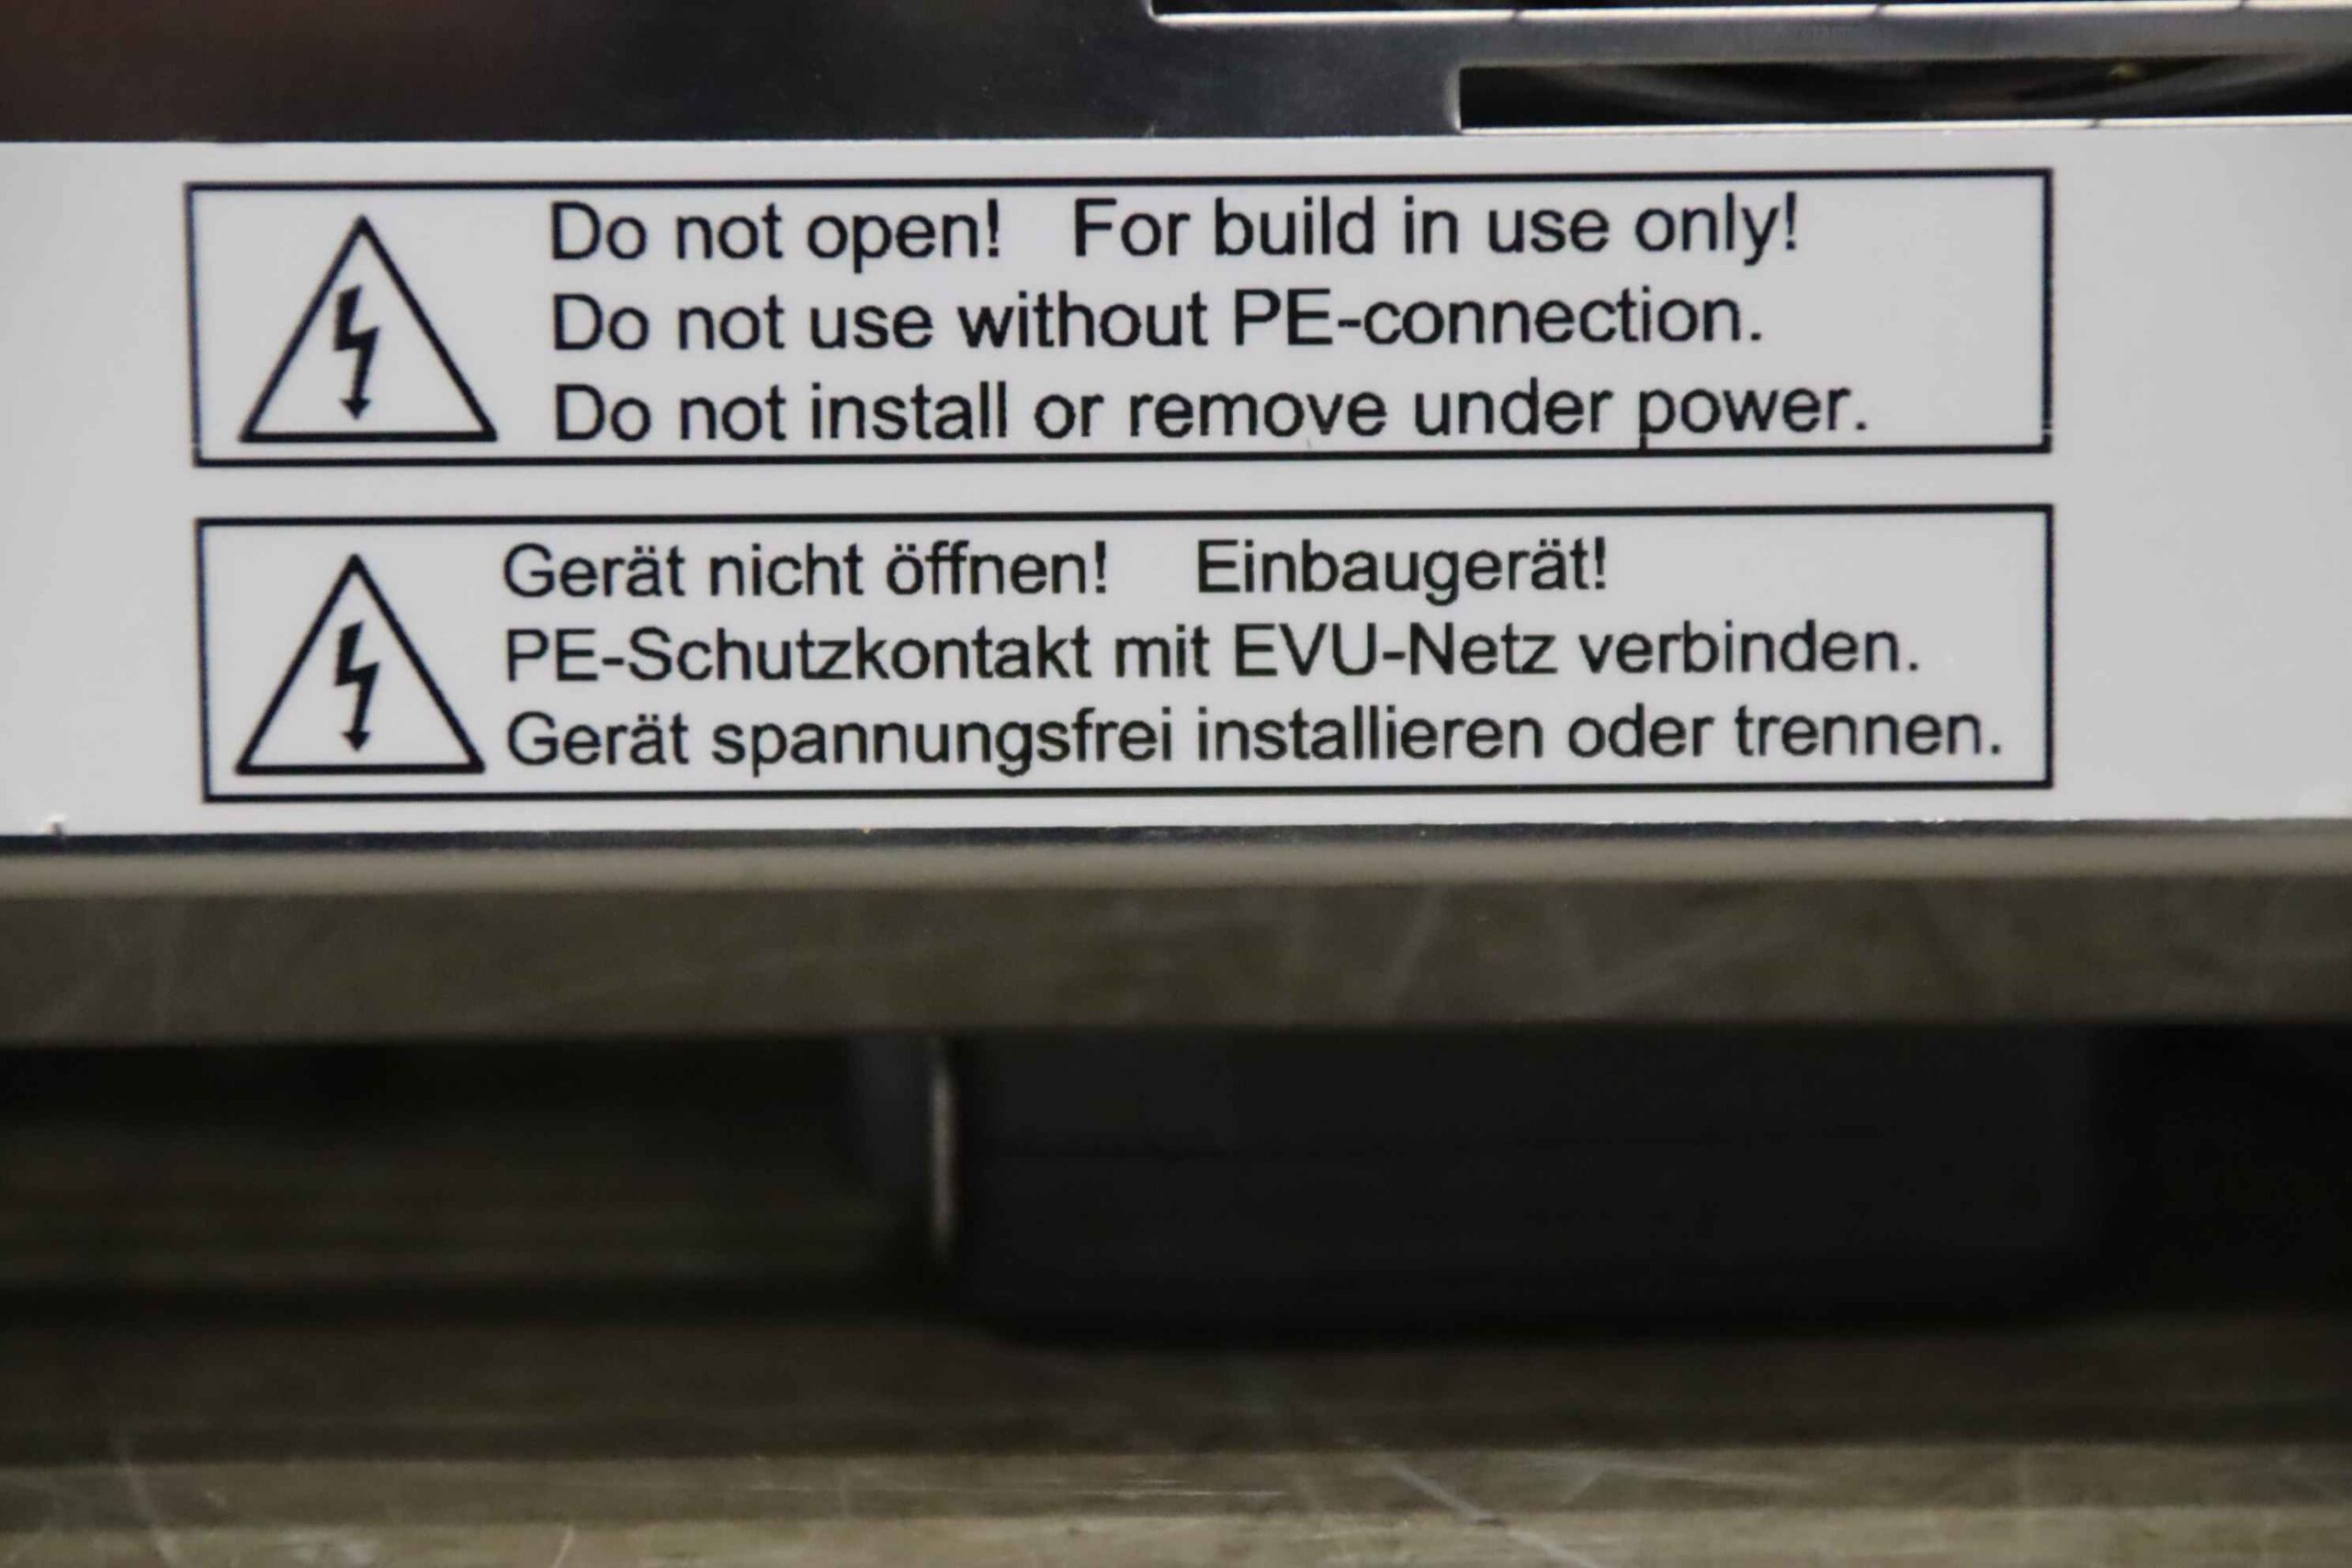 Do not open! For build in use only!
Do not use without PE-connection.
Do not install or remove under power.
Gerät nicht öffnen! Einbaugerät!
PE-Schutzkontakt mit EVU-Netz verbinden.
Gerät spannungsfrei installieren oder trennen.